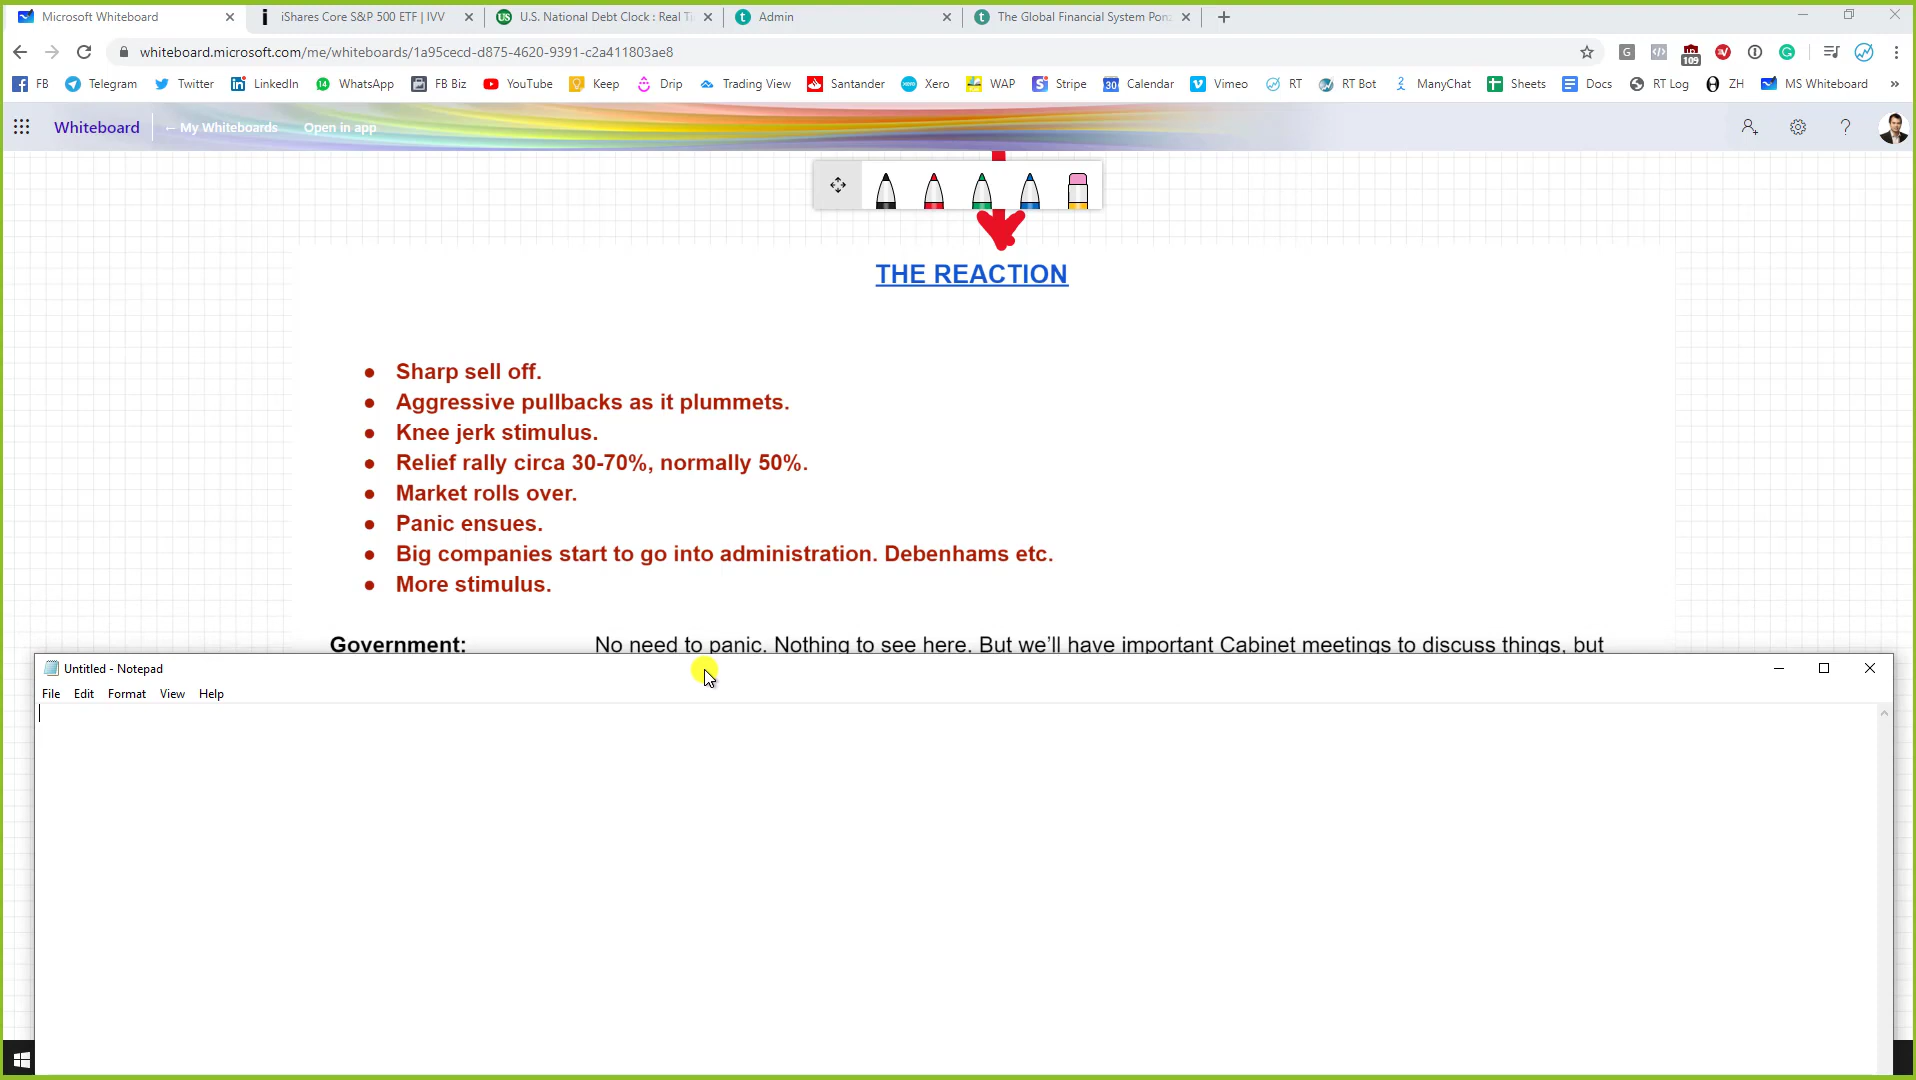 Microsoft Whiteboard
iShares Core S&P 500 ETF | IVV
U.S. National Debt Clock : Real
Admin
The Global Financial System
whiteboard.microsoft.com/me/whiteboards/1a95cecd-d875-4620-9391-c2a411803ae8
109
FB
Telegram
Twitter
LinkedIn
14 WhatsApp
FB Biz
YouTube
Keep
Drip
Trading View
Santander
Xero
WAP
Stripe
30 Calendar
Vimeo
RT
RT Bot
ManyChat
Sheets
Docs
RT Log
ZH
MS Whiteboard
»
Whiteboard
← My Whiteboards
Open in app
THE REACTION
● Sharp sell off.
● Aggressive pullbacks as it plummets.
● Knee jerk stimulus.
● Relief rally circa 30-70%, normally 50%.
● Market rolls over.
● Panic ensues.
● Big companies start to go into administration. Debenhams etc.
● More stimulus.
Government: No need to panic. Nothing to see here. But we'll have important Cabinet meetings to discuss things, but
Untitled - Notepad
File Edit Format View Help